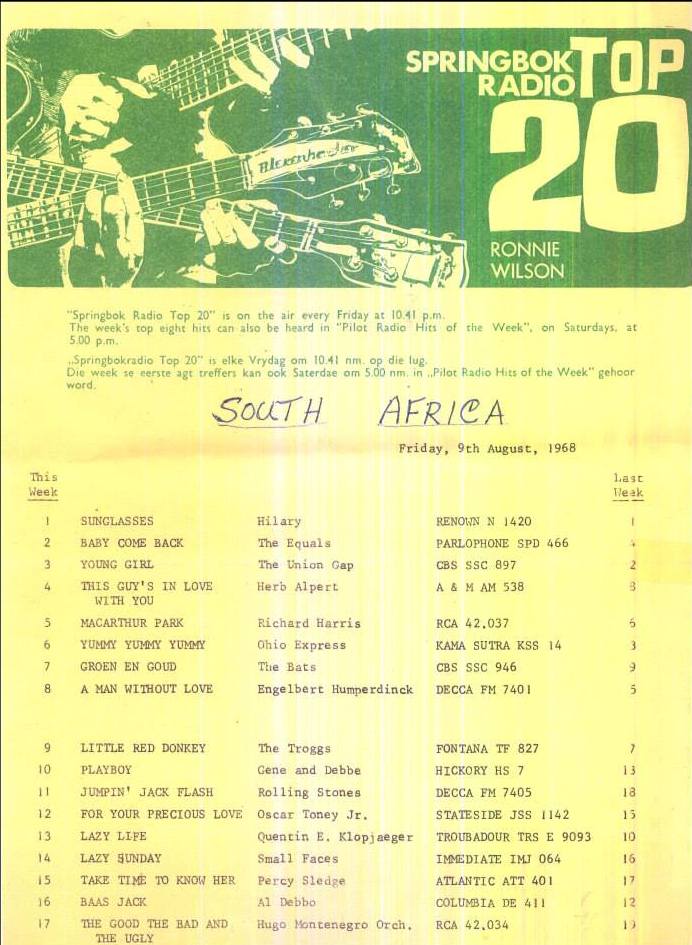 SPRINGBOK TOP
RADIO
20
RONNIE
WILSON
"Springbok Radio Top 20" is on the air every Friday at 10.41 p.m.
The week's top eight hits can also be heard in "Pilot Radio Hits of the Week", on Saturdays, at
5.00 p.m.
„Springbokradio Top 20" is elke Vrydag om 10.41 nm. op die lug.
Die week se eerste agt treffers kan ook Saterdae om 5.00 nm. in „Pilot Radio Hits of the Week" gehoor
word.
SOUTH AFRICA
Friday, 9th August, 1968
This Last
Week Week
1 SUNGLASSES Hilary RENOWN N 1420 1
2 BABY COME BACK The Equals PARLOPHONE SPD 466 4
3 YOUNG GIRL The Union Gap CBS SSC 897 2
4 THIS GUY'S IN LOVE Herb Alpert A & M AM 538 8
WITH YOU
5 MACARTHUR PARK Richard Harris RCA 42.037 6
6 YUMMY YUMMY YUMMY Ohio Express KAMA SUTRA KSS 14 3
7 GROEN EN GOUD The Bats CBS SSC 946 9
8 A MAN WITHOUT LOVE Engelbert Humperdinck DECCA FM 7401 5
9 LITTLE RED DONKEY The Troggs FONTANA TF 827 7
10 PLAYBOY Gene and Debbe HICKORY HS 7 13
11 JUMPIN' JACK FLASH Rolling Stones DECCA FM 7405 18
12 FOR YOUR PRECIOUS LOVE Oscar Toney Jr. STATESIDE JSS 1142 15
13 LAZY LIFE Quentin E. Klopjaeger TROUBADOUR TRS E 9093 10
14 LAZY SUNDAY Small Faces IMMEDIATE IMJ 064 16
15 TAKE TIME TO KNOW HER Percy Sledge ATLANTIC ATT 401 17
16 BAAS JACK Al Debbo COLUMBIA DE 411 12
17 THE GOOD THE BAD AND Hugo Montenegro Orch. RCA 42.034 19
THE UGLY